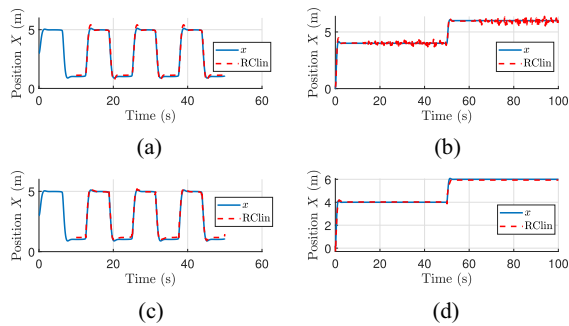 Position X (m)
5
0
0 20 40 60
Time (s)
x
RClin
(a)
Position X (m)
5
0
0 20 40 60 80 100
Time (s)
x
RClin
(b)
Position X (m)
5
0
0 20 40 60
Time (s)
x
RClin
(c)
Position X (m)
6
4
2
0
0 20 40 60 80 100
Time (s)
x
RClin
(d)